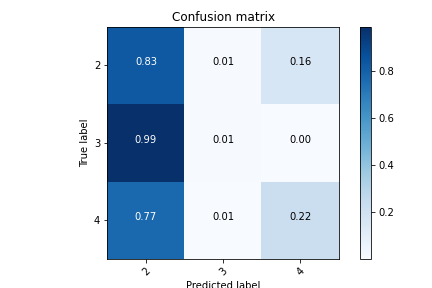 Confusion matrix
2 0.83 0.01 0.16 0.8
3 0.99 0.01 0.00 0.6
0.4
4 0.77 0.01 0.22 0.2
2 3 4
True label
Predicted label